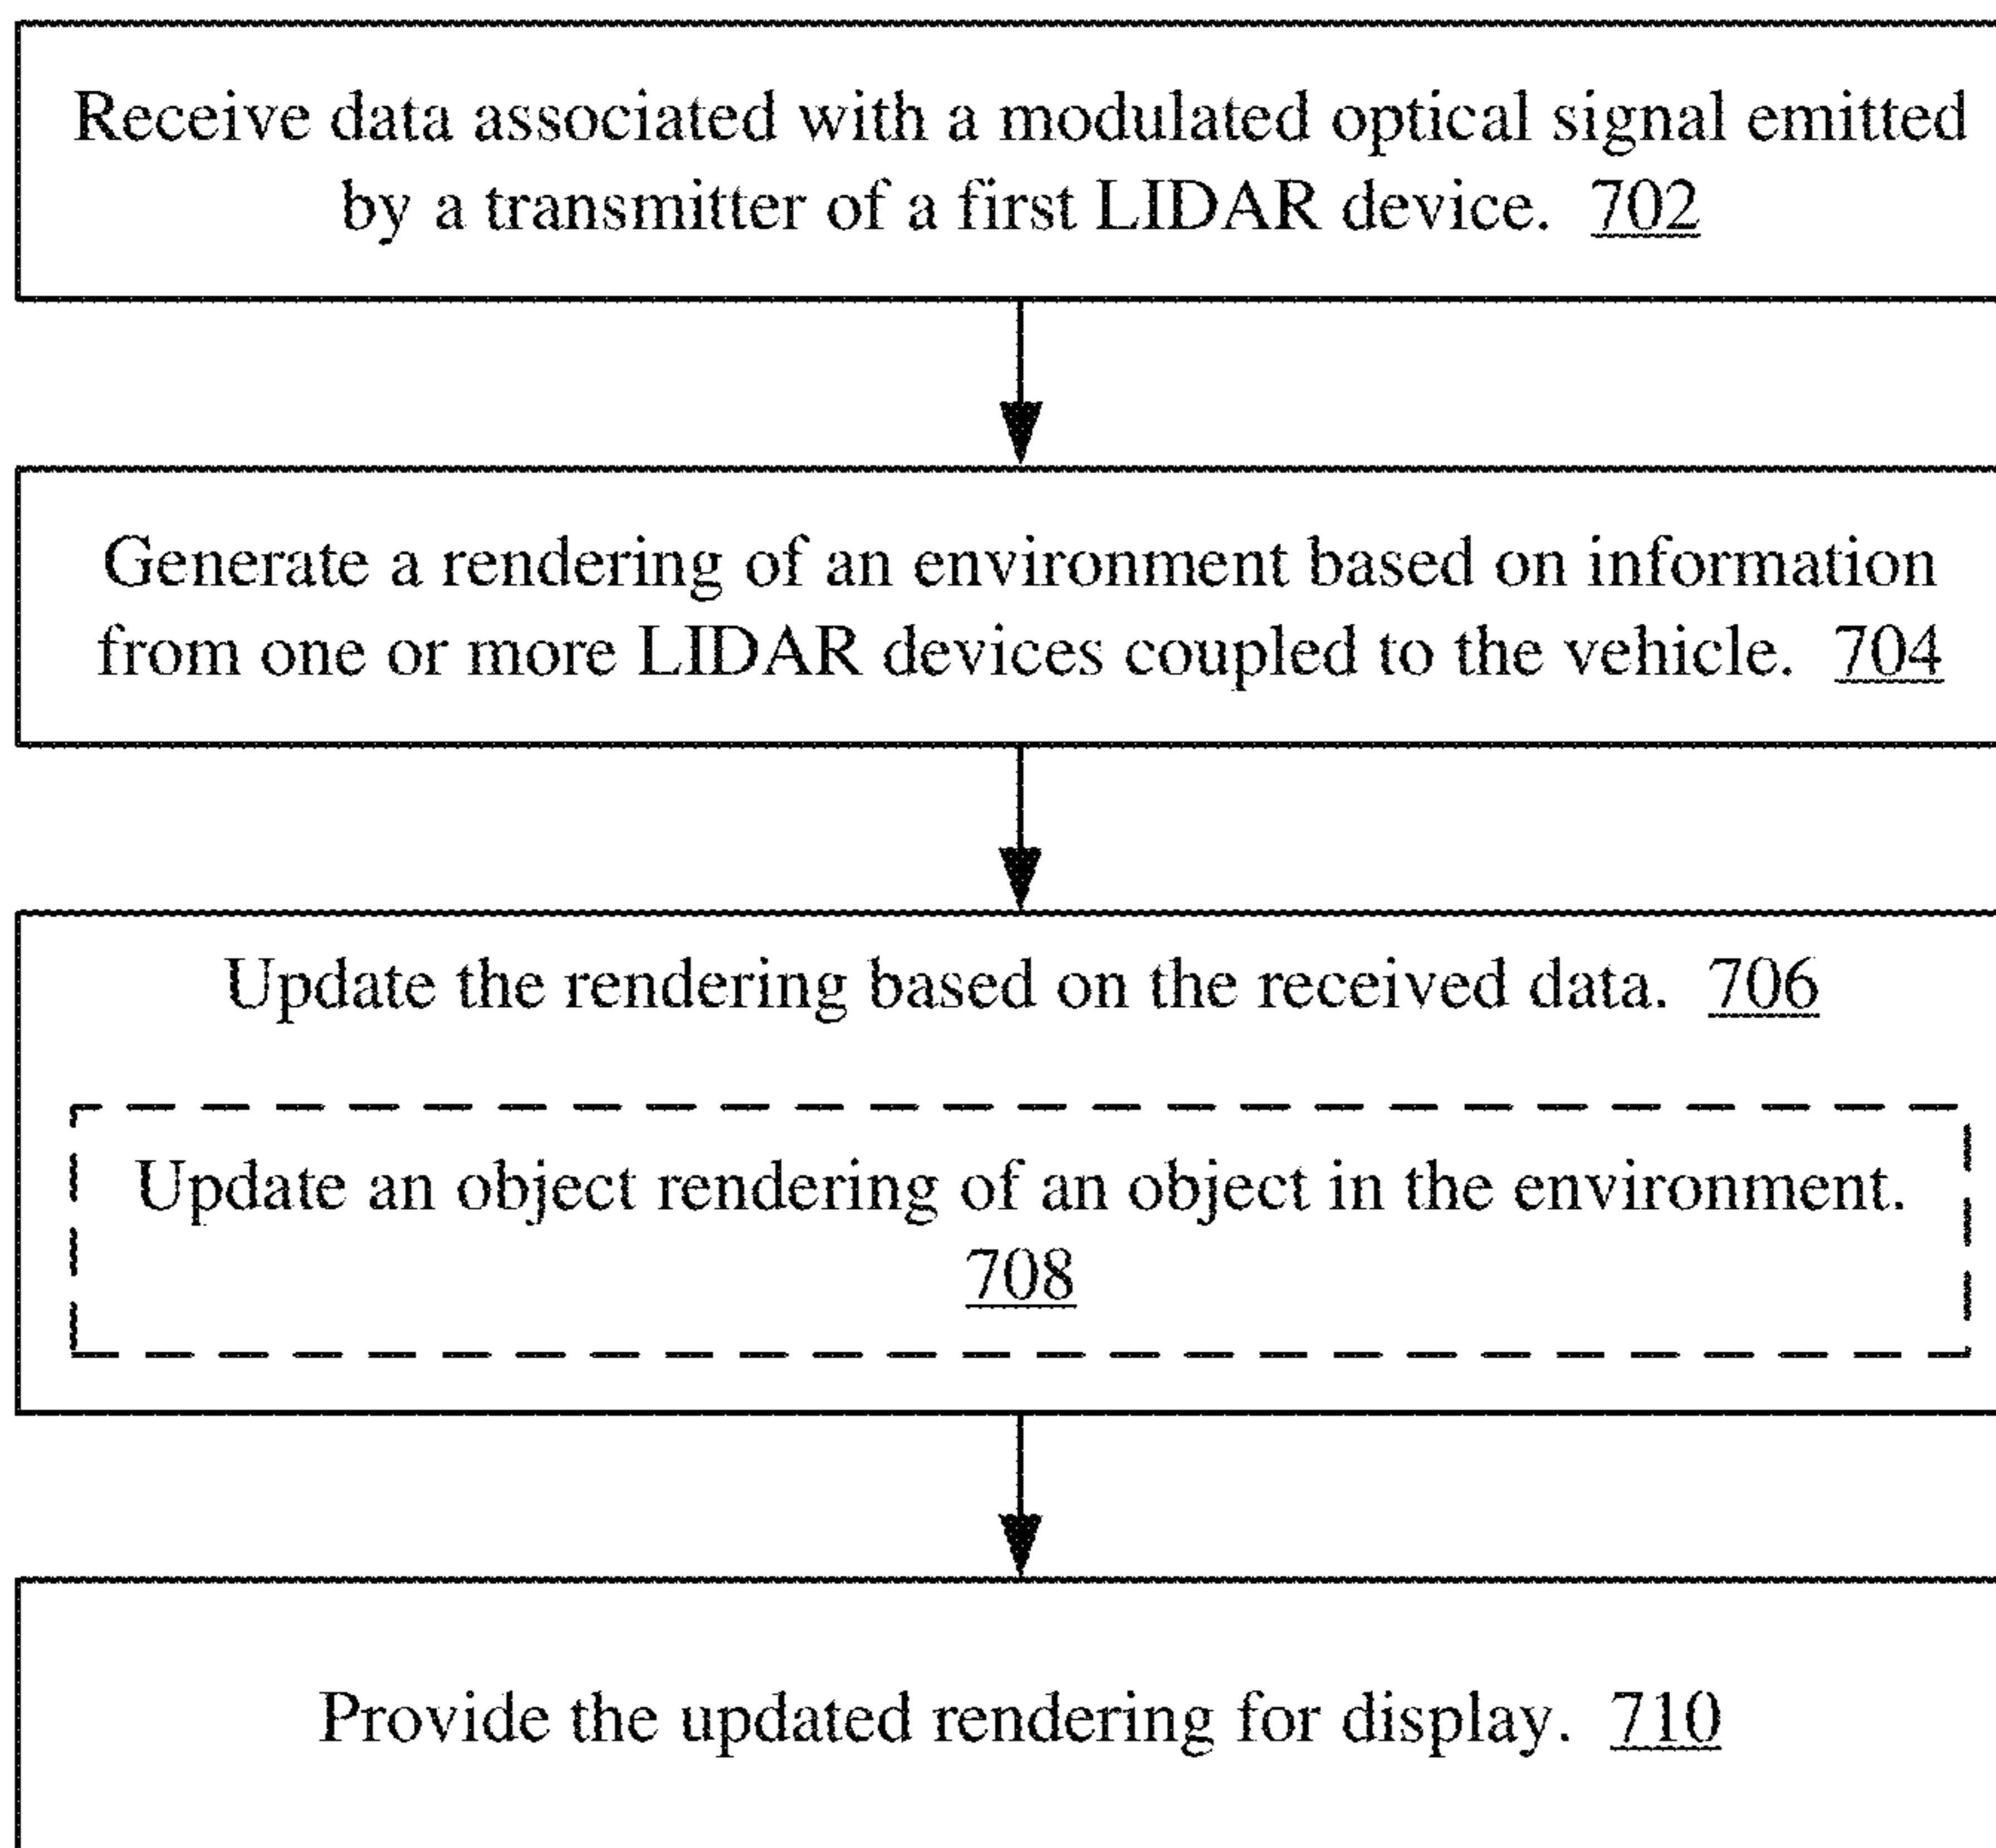 Receive data associated with a modulated optical signal emitted
by a transmitter of a first LIDAR device. 702
Generate a rendering of an environment based on information
from one or more LIDAR devices coupled to the vehicle. 704
Update the rendering based on the received data. 706
Update an object rendering of an object in the environment.
708
Provide the updated rendering for display. 710